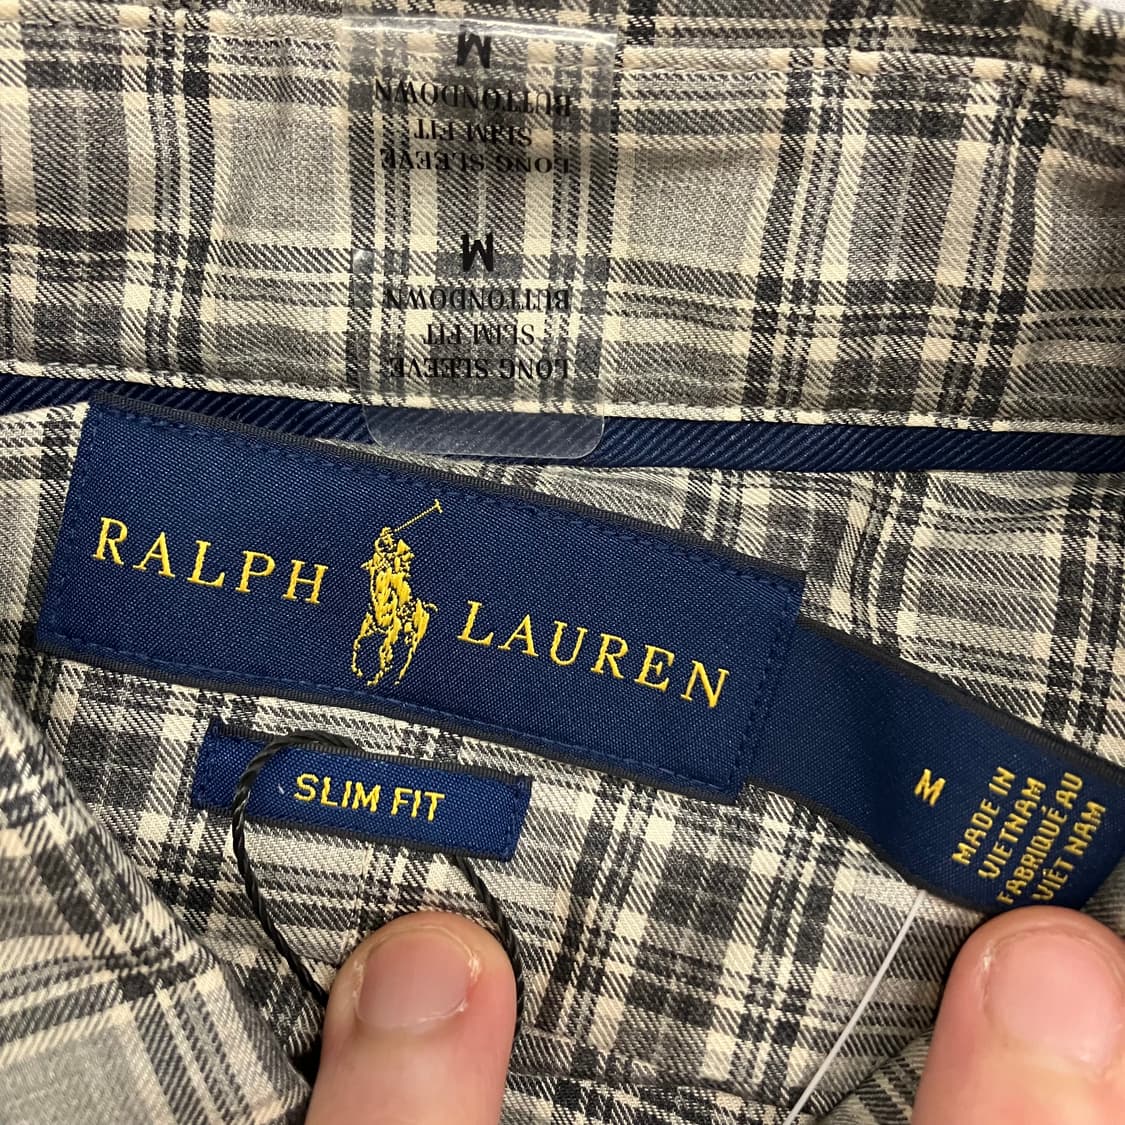 LONG SLEEVE
SLIM FIT
BUTTONDOWN
M
LONG SLEEVE
SLIM FIT
BUTTONDOWN
M
RALPH LAUREN
SLIM FIT
M
MADE IN
VIETNAM
FABRIQUÉ AU
VIÊT NAM